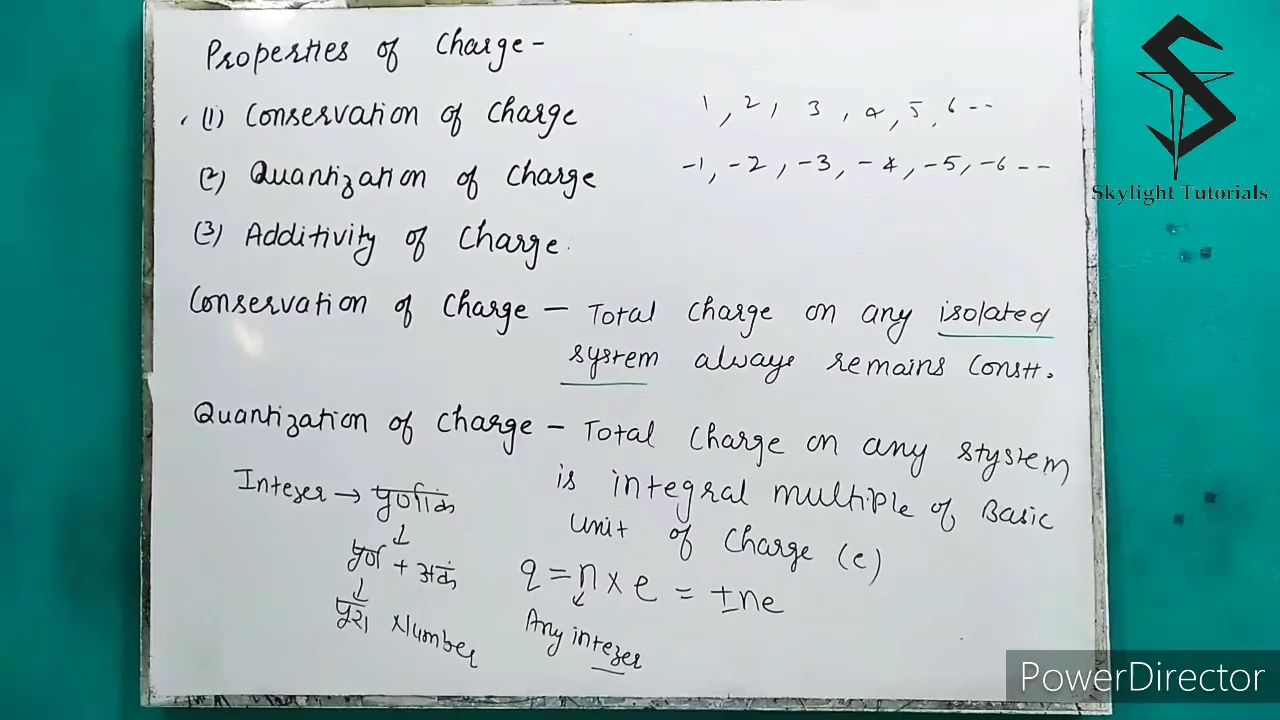 Properties of Charge-
(1) Conservation of Charge
1, 2, 3, 4, 5, 6--
(2) Quantization of Charge
-1, -2, -3, -4, -5, -6--
(3) Additivity of Charge.
Conservation of Charge - Total Charge on any isolated
system always remains Constt.
Quantization of Charge - Total Charge on any stystem
is integral multiple of Basic
unit of Charge (e)
Integer → पूर्णांक
↓
पूर्ण + अंक
↓
पूरा Number
q = n x e = ±ne
↓
Any integer
Skylight Tutorials
PowerDirector